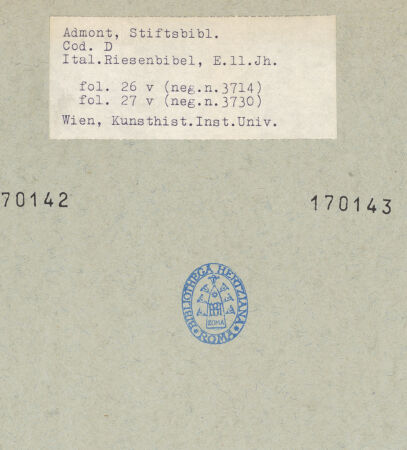 Admont, Stiftsbibl.
Cod. D
Ital.Riesenbibel, E.11.Jh.
fol. 26 v (neg.n.3714)
fol. 27 v (neg.n.3730)
Wien, Kunsthist.Inst.Univ.
70142 170143
BIBLIOTHECA HERTZIANA
ROMA
ROMA